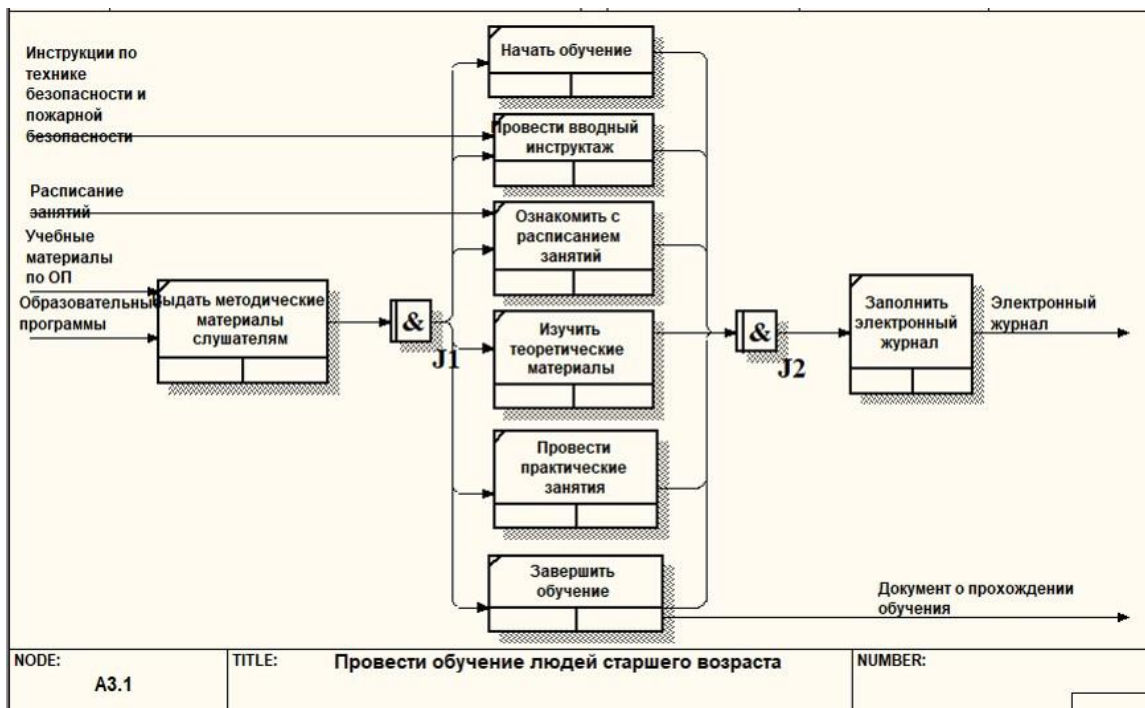 Инструкции по
технике
безопасности и
пожарной
безопасности
Расписание
занятий
Учебные
материалы
по ОП
Образовательные
программы
Выдать методические
материалы
слушателям
&
J1
Начать обучение
Провести вводный
инструктаж
Ознакомить с
расписанием
занятий
Изучить
теоретические
материалы
Провести
практические
занятия
Завершить
обучение
&
J2
Заполнить
электронный
журнал
Электронный
журнал
Документ о прохождении
обучения
NODE:
A3.1
TITLE:
Провести обучение людей старшего возраста
NUMBER: